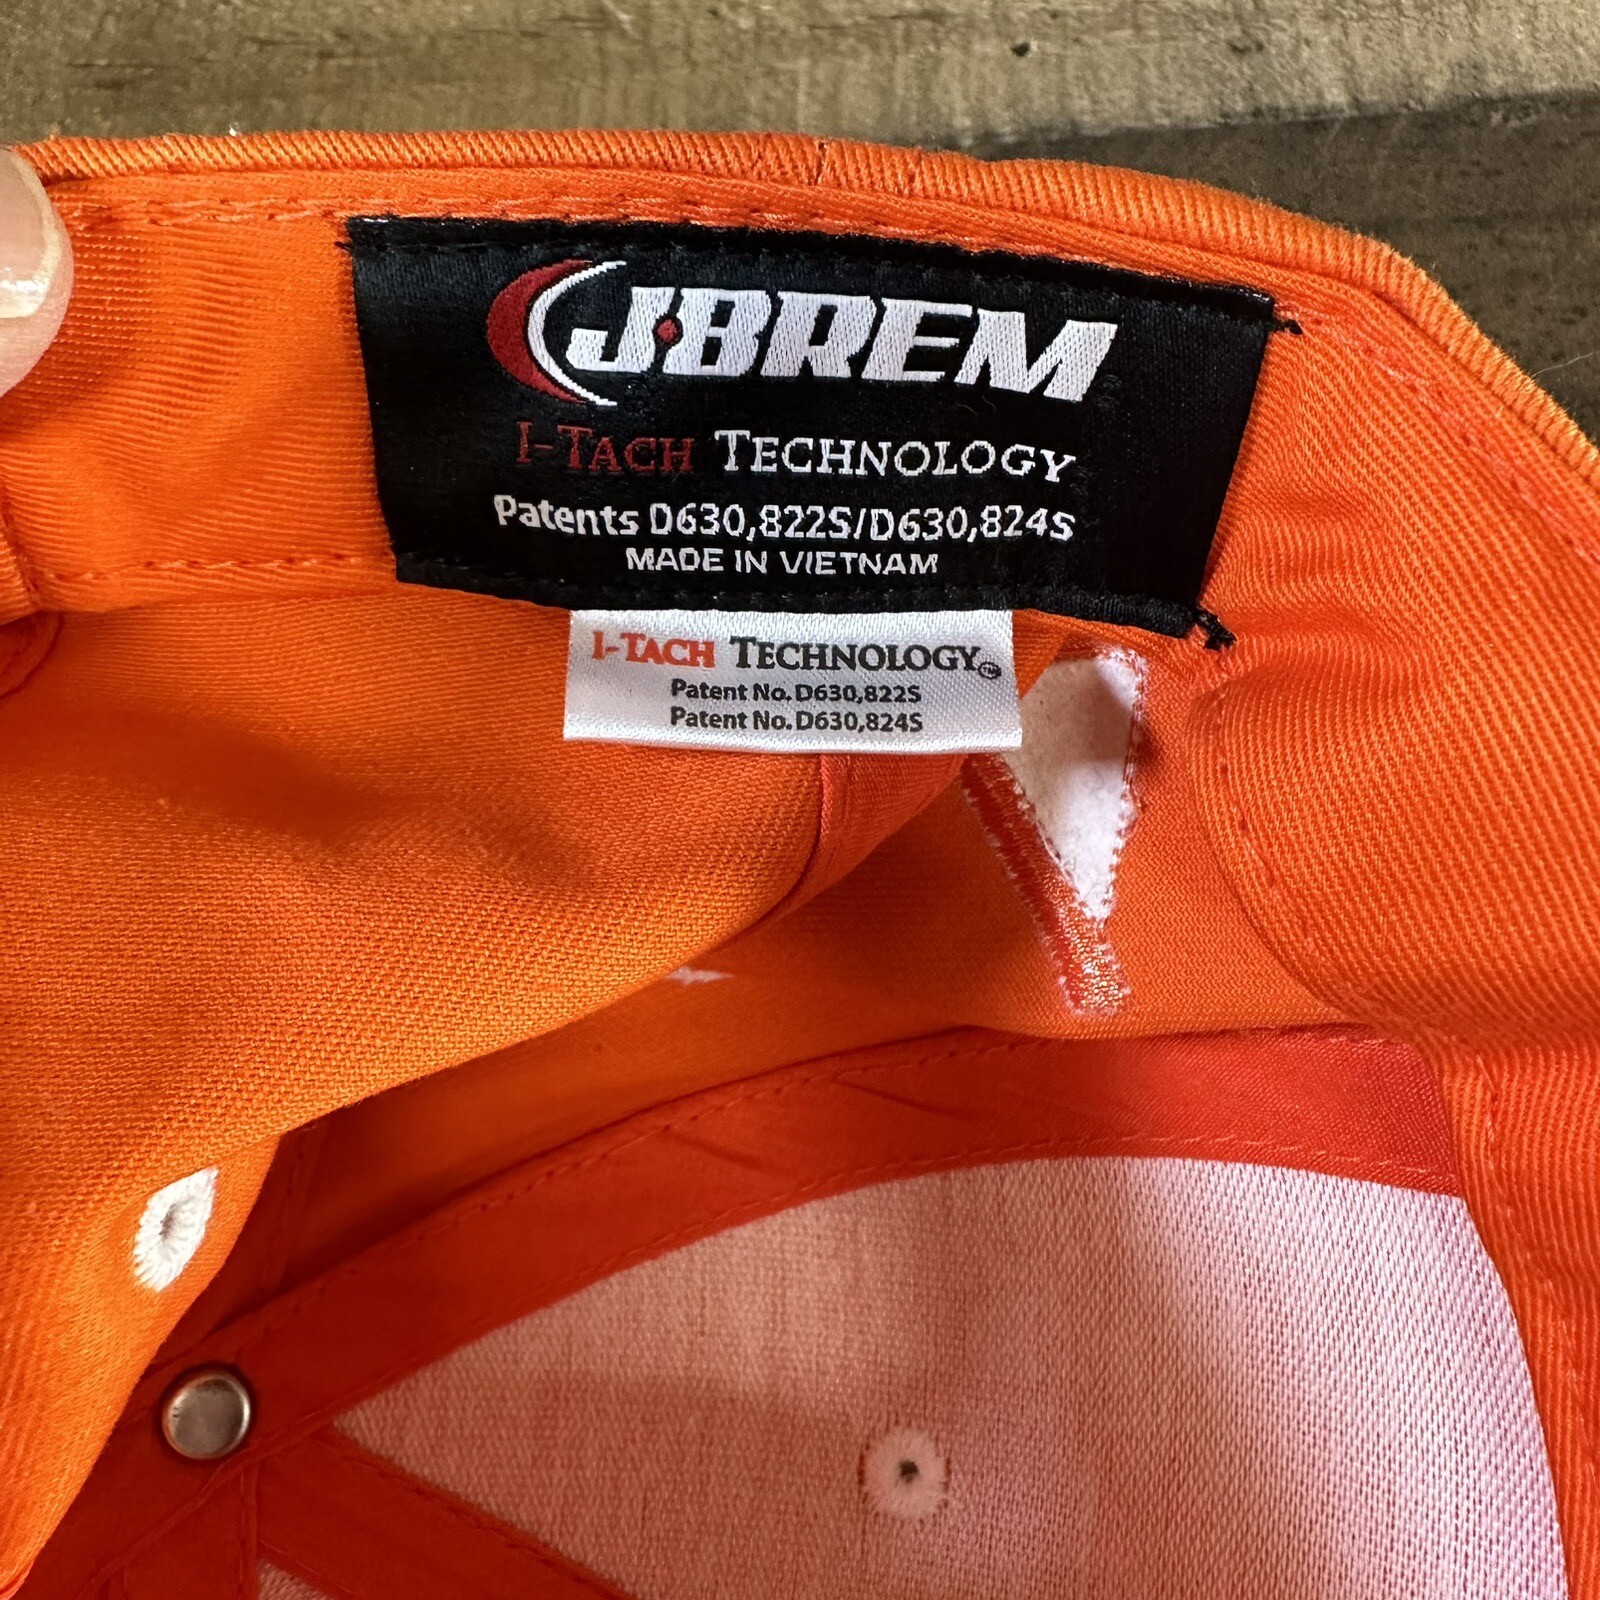 J·BREM
I-TACH TECHNOLOGY
Patents D630,822S/D630,824S
MADE IN VIETNAM
I-TACH TECHNOLOGY™
Patent No. D630,822S
Patent No. D630,824S